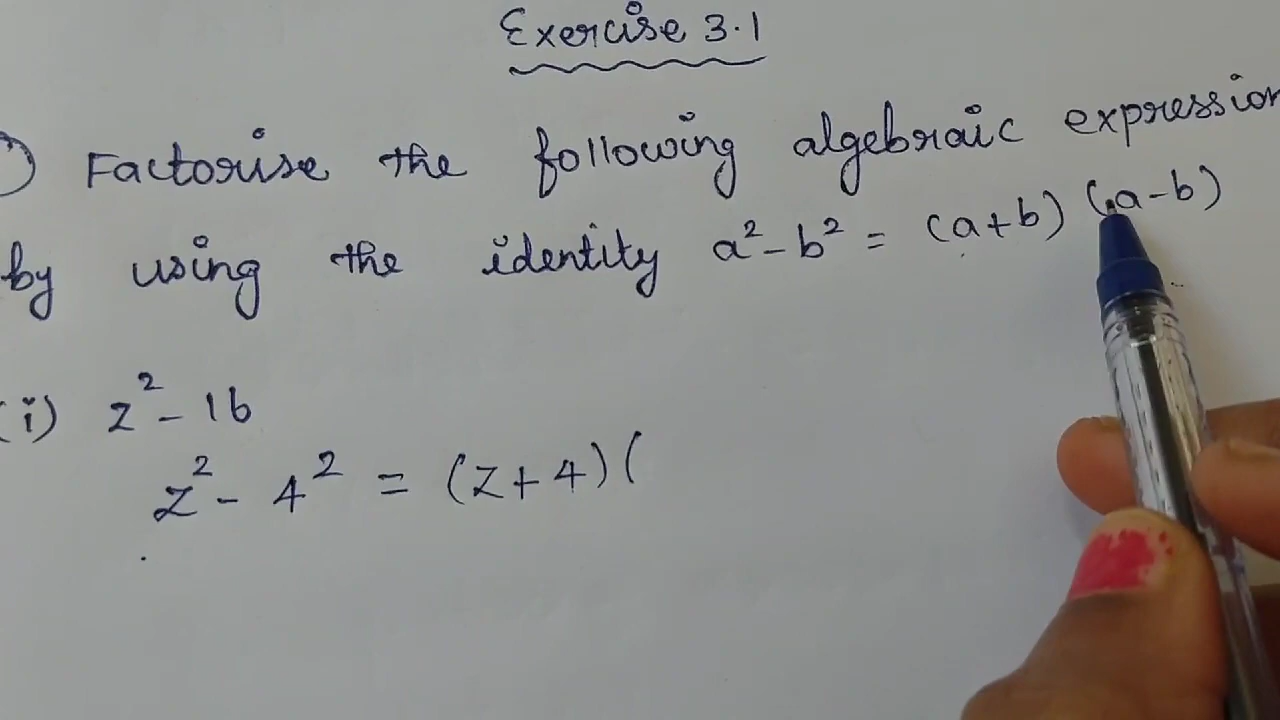 Exercise 3.1
) Factorise the following algebraic expression
by using the identity a² - b² = (a+b) (a-b)
(i) z² - 16
z² - 4² = (z+4)(